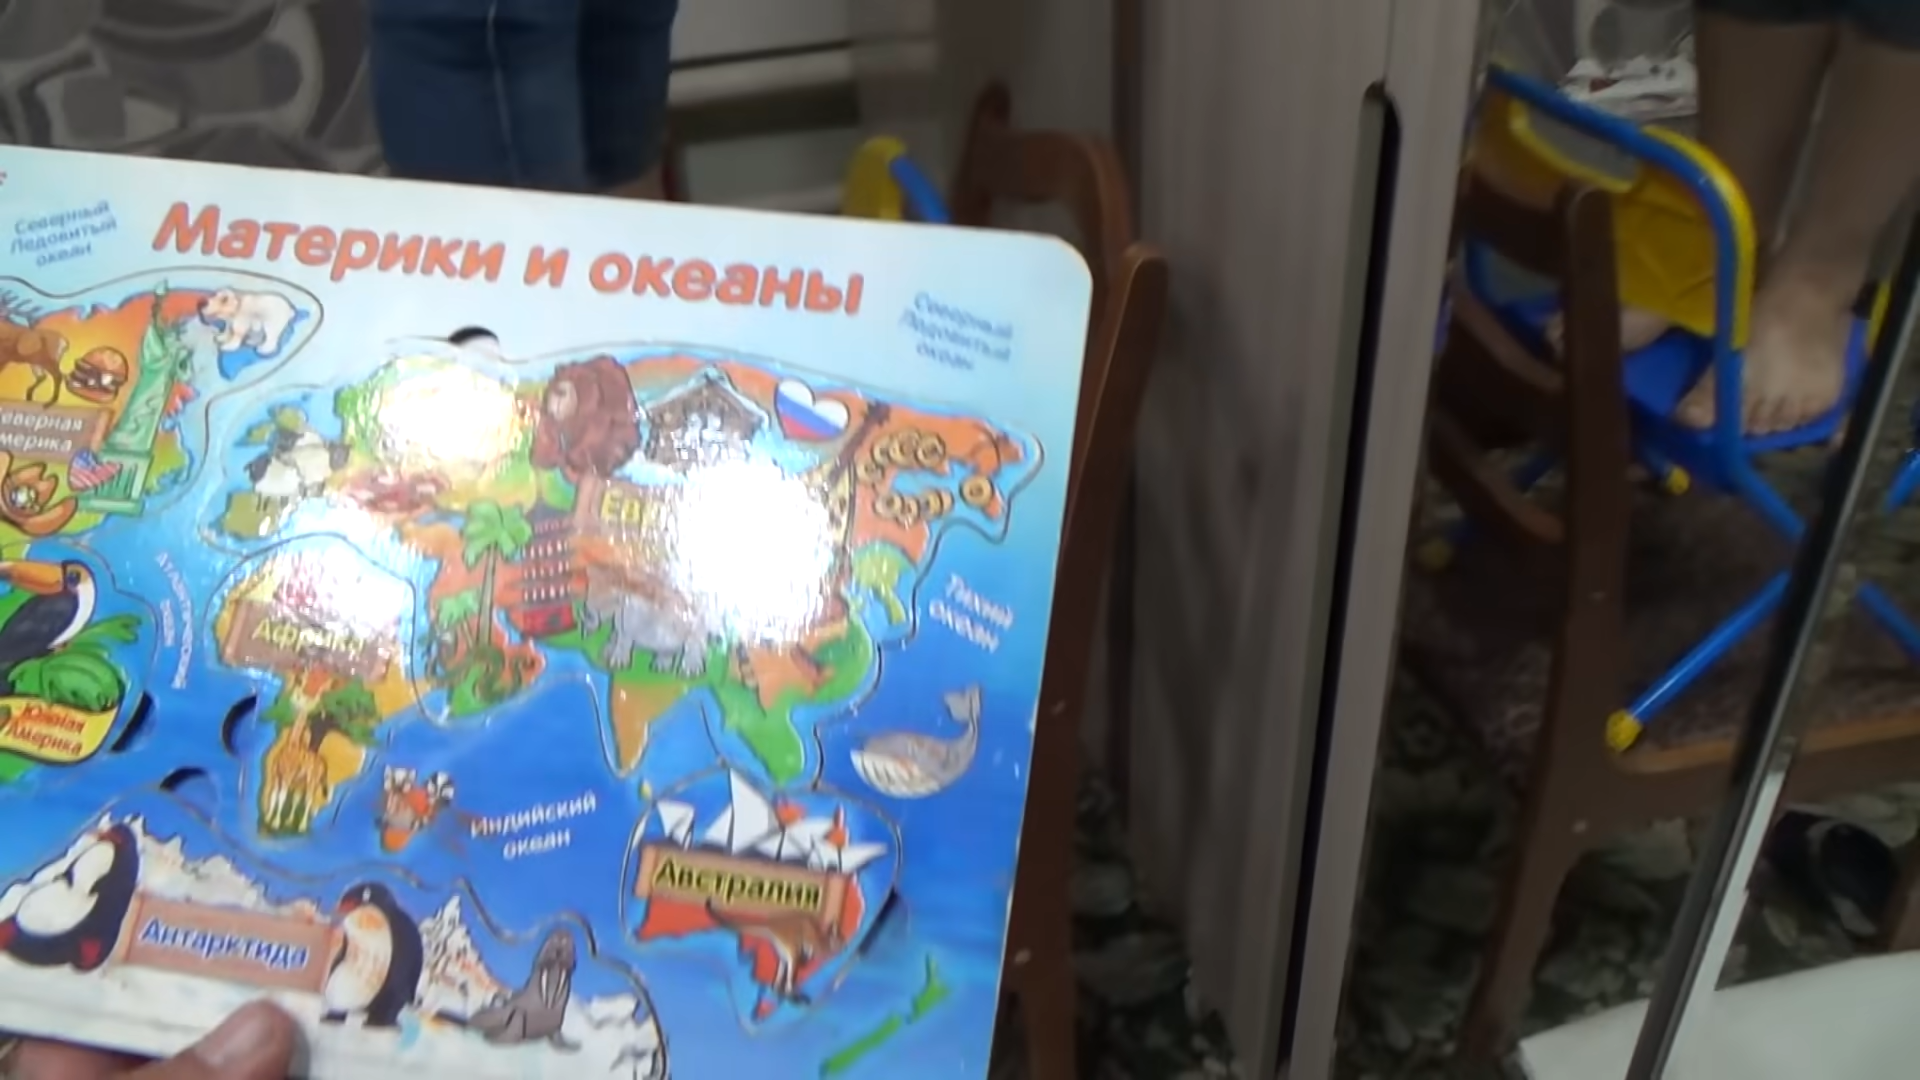 Материки и океаны
Северный
Ледовитый
океан
Северный
Ледовитый
океан
Северная
Америка
Африка
Тихий
океан
Южная
Америка
Индийский
океан
Австралия
Антарктида